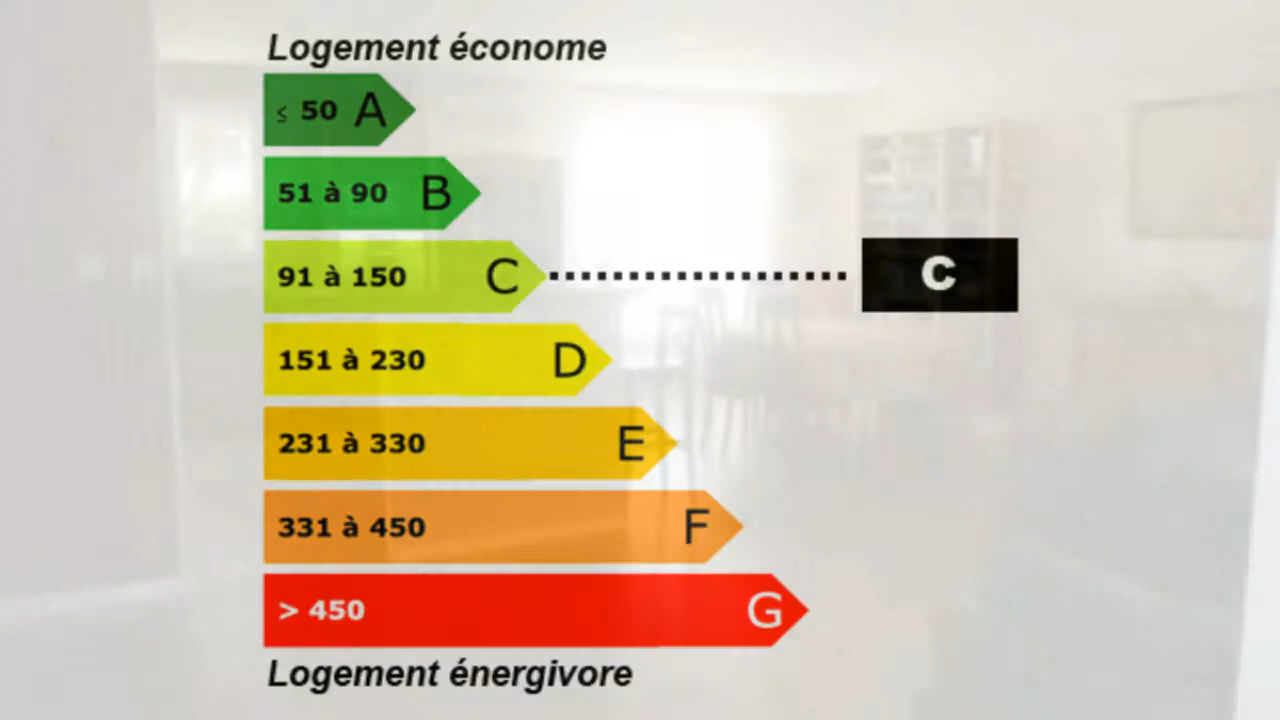 Logement économe
≤ 50 A
51 à 90 B
91 à 150 C C
151 à 230 D
231 à 330 E
331 à 450 F
> 450 G
Logement énergivore